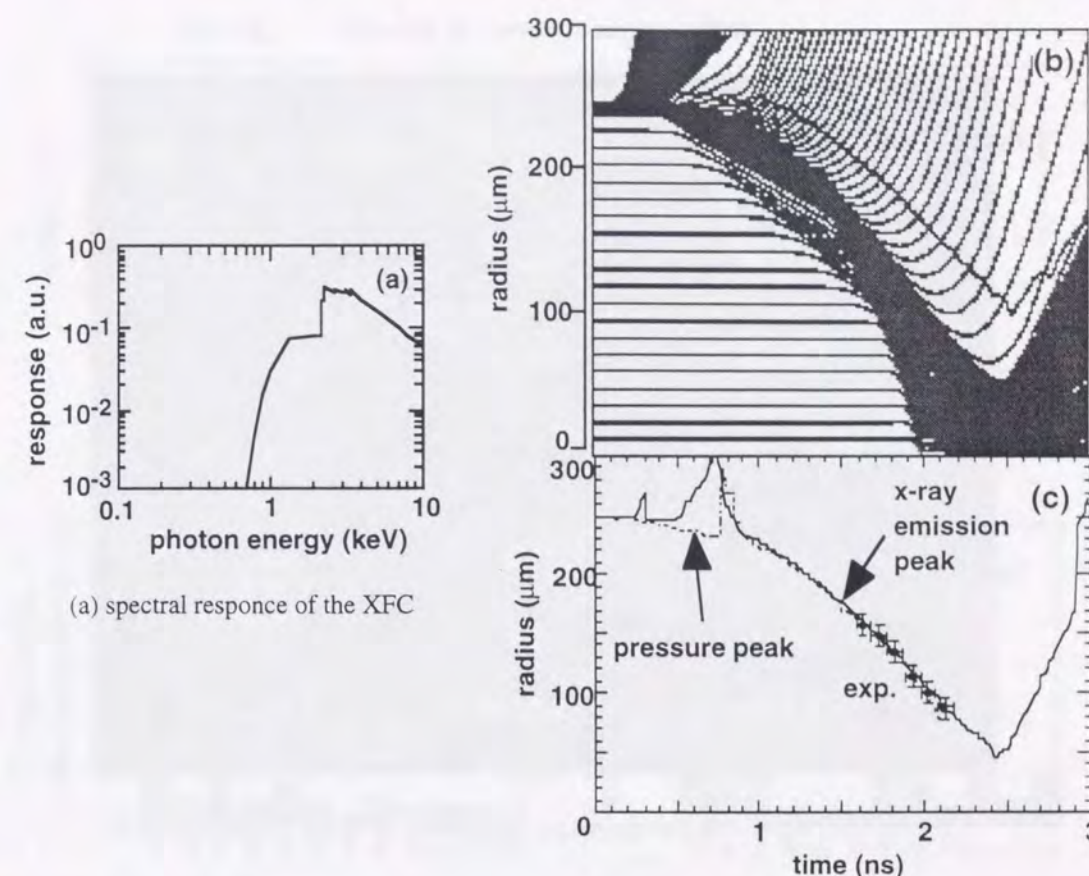 (a)
10⁰
10⁻¹
10⁻²
10⁻³
response (a.u.)
0.1
1
10
photon energy (keV)
(a) spectral responce of the XFC
(b)
300
200
100
0
radius (μm)
(c)
300
200
100
radius (μm)
x-ray
emission
peak
pressure peak
exp.
0
1
2
3
time (ns)